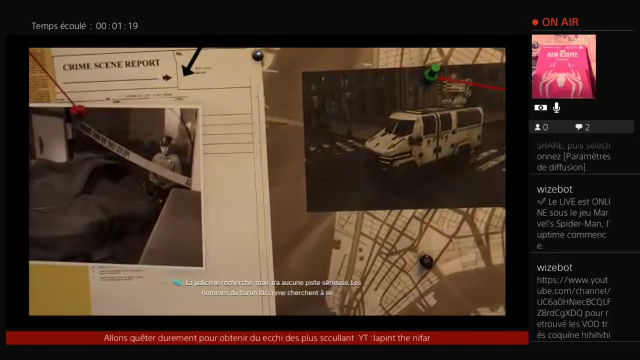 Temps écoulé : 00:01:19
ON AIR
CRIME SCENE REPORT
0
2
SHARE, puis sélecti
onnez [Paramètres
de diffusion].
wizebot
✅ Le LIVE est ONLI
NE sous le jeu Mar
vel's Spider-Man, l'
uptime commenc
e.
wizebot
https://www.yout
ube.com/channel/
UC6a0HNiecBCQLF
ZBrdCgXDQ pour r
etrouvé les VOD tr
és coquine hihihihi
La police le recherche, mais n'a aucune piste sérieuse. Les
hommes du baron du crime cherchent à se
Allons quêter durement pour obtenir du ecchi des plus scculant YT :lapint the nifar